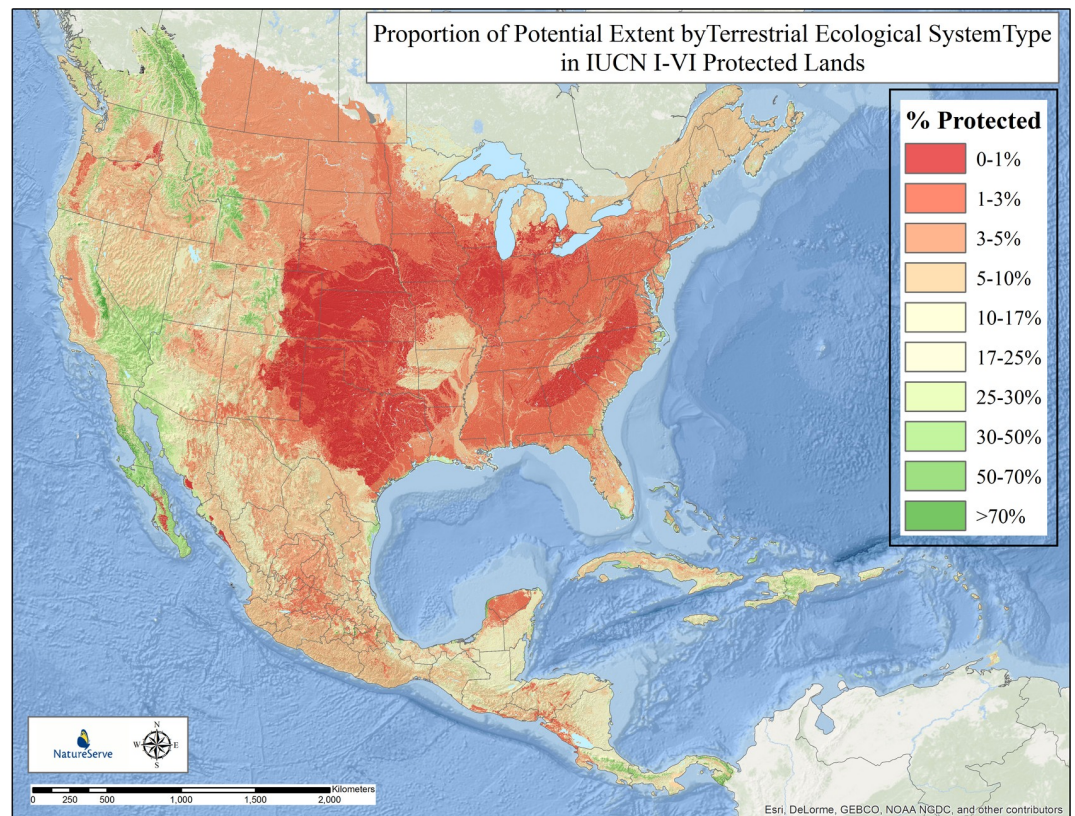 Proportion of Potential Extent byTerrestrial Ecological SystemType
in IUCN I-VI Protected Lands
% Protected
0-1%
1-3%
3-5%
5-10%
10-17%
17-25%
25-30%
30-50%
50-70%
>70%
NatureServe
N
W E
S
Kilometers
0 250 500 1,000 1,500 2,000
Esri, DeLorme, GEBCO, NOAA NGDC, and other contributors